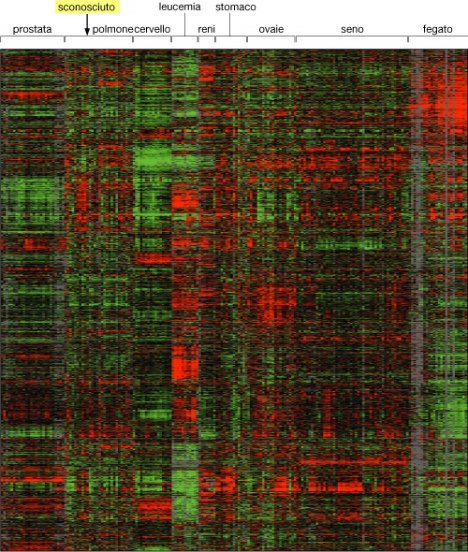 sconosciuto leucemia stomaco
prostata polmone cervello reni ovaie seno fegato